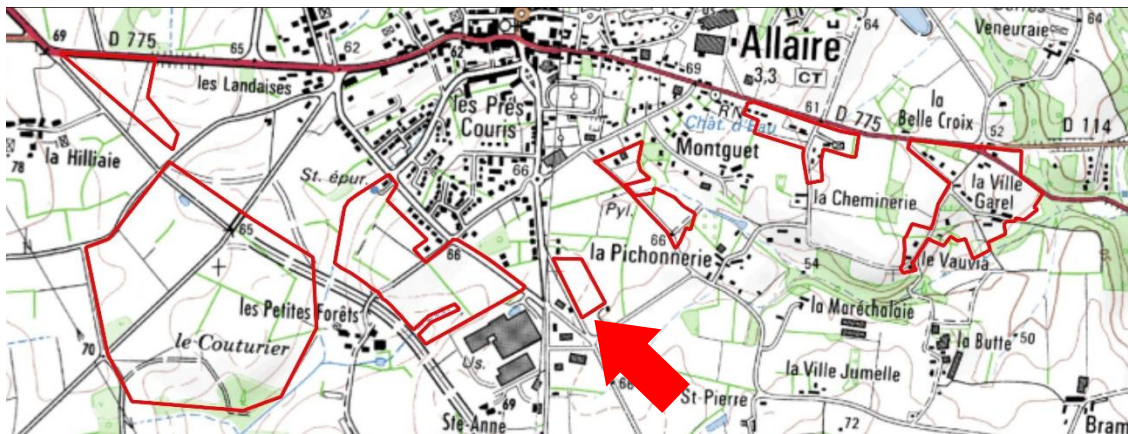 69
D 775
65
62
62
Allaire
3,3
CT
64
64
Veneuraie
les Landaises
les Prés
Couris
69
R N
61
D 775
la
Belle Croix
52
D 114
Chât. d'Eau
la Hilliaie
78
Montguet
St. épur.
66
la Ville
Garel
la Cheminerie
Pyl.
65
66
66
la Pichonnerie
54
le Vauvia
les Petites Forêts
la Maréchalaie
le Couturier
70
Us.
la Butte
50
la Ville Jumelle
St-Pierre
69
Ste-Anne
72
Bram